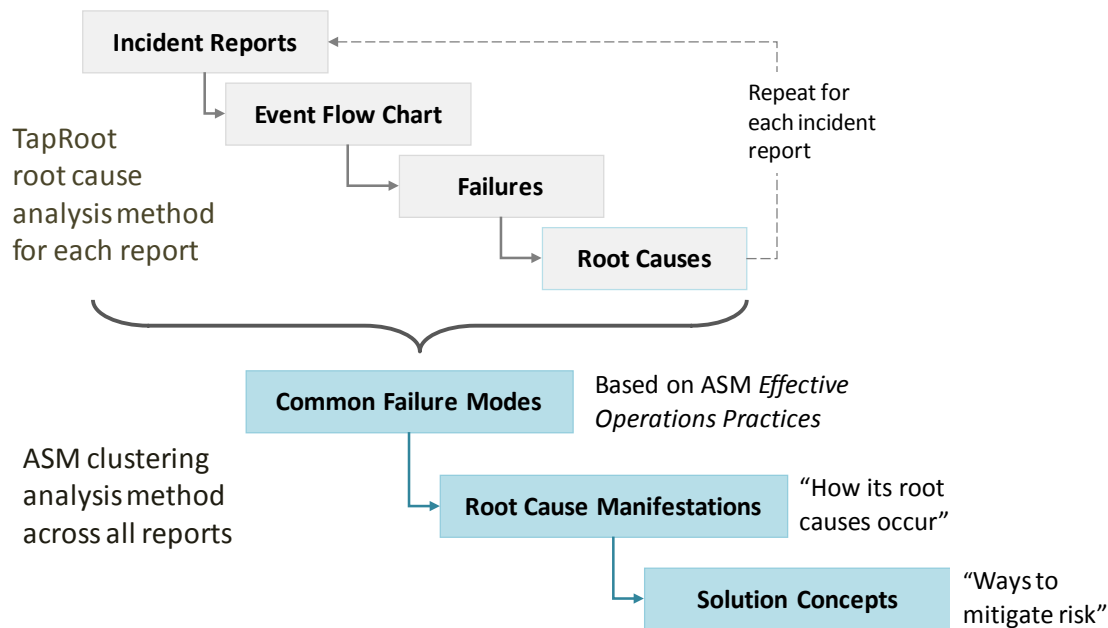 Incident Reports
Event Flow Chart
Failures
Root Causes
Repeat for
each incident
report
TapRoot
root cause
analysis method
for each report
Common Failure Modes
Based on ASM Effective
Operations Practices
ASM clustering
analysis method
across all reports
Root Cause Manifestations
“How its root
causes occur”
Solution Concepts
“Ways to
mitigate risk”